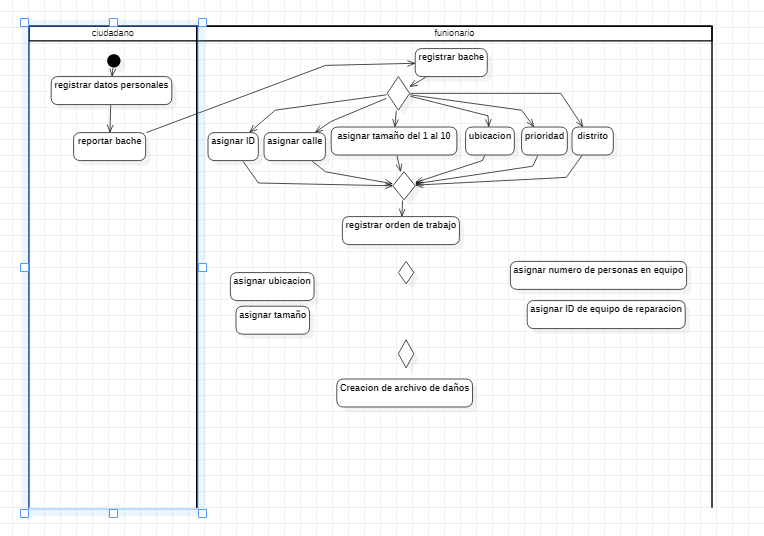 ciudadano
funionario
registrar bache
registrar datos personales
reportar bache
asignar ID
asignar calle
asignar tamaño del 1 al 10
ubicacion
prioridad
distrito
registrar orden de trabajo
asignar ubicacion
asignar numero de personas en equipo
asignar tamaño
asignar ID de equipo de reparacion
Creacion de archivo de daños